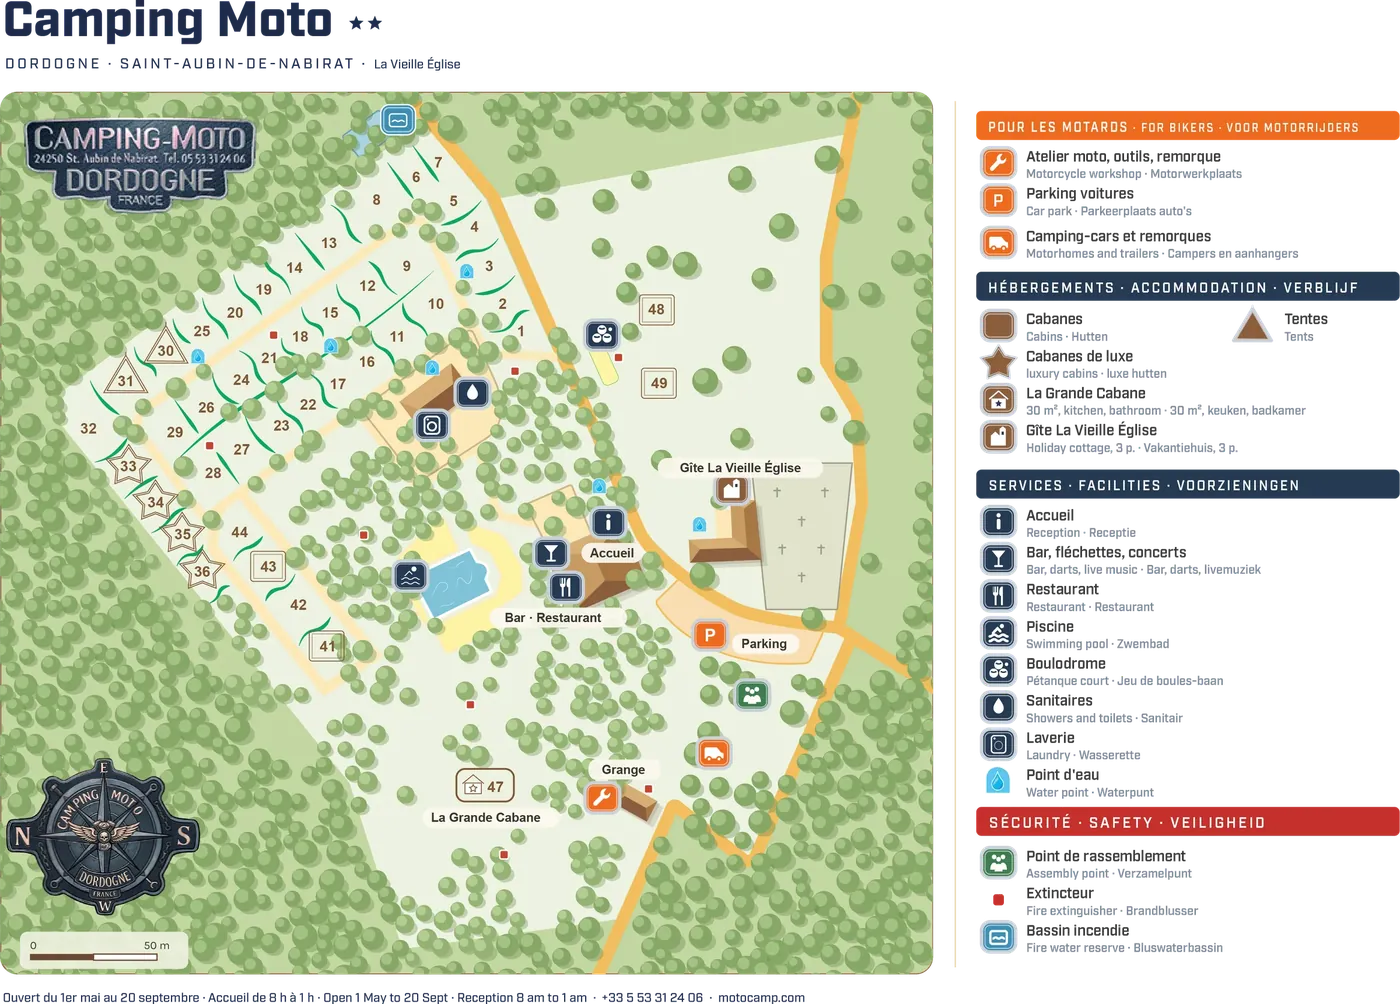 Camping Moto ★★
DORDOGNE · SAINT-AUBIN-DE-NABIRAT · La Vieille Église
CAMPING-MOTO
24250 St. Aubin de Nabirat. Tel. 05 53 31 24 06
DORDOGNE
FRANCE
7
6
8
5
4
13
9
3
14
12
19
10
2
20
15
48
25
18
11
1
30
21
16
31
24
17
49
26
22
32
29
23
27
33
28
Gîte La Vieille Église
34
35
44
Accueil
43
36
42
Bar · Restaurant
41
P
Parking
Grange
47
La Grande Cabane
E
CAMPING MOTO
N
S
DORDOGNE
FRANCE
W
0 50 m
POUR LES MOTARDS · FOR BIKERS · VOOR MOTORRIJDERS
Atelier moto, outils, remorque
Motorcycle workshop · Motorwerkplaats
P
Parking voitures
Car park · Parkeerplaats auto's
Camping-cars et remorques
Motorhomes and trailers · Campers en aanhangers
HÉBERGEMENTS · ACCOMMODATION · VERBLIJF
Cabanes
Cabins · Hutten
Tentes
Tents
Cabanes de luxe
luxury cabins · luxe hutten
La Grande Cabane
30 m², kitchen, bathroom · 30 m², keuken, badkamer
Gîte La Vieille Église
Holiday cottage, 3 p. · Vakantiehuis, 3 p.
SERVICES · FACILITIES · VOORZIENINGEN
Accueil
Reception · Receptie
Bar, fléchettes, concerts
Bar, darts, live music · Bar, darts, livemuziek
Restaurant
Restaurant · Restaurant
Piscine
Swimming pool · Zwembad
Boulodrome
Pétanque court · Jeu de boules-baan
Sanitaires
Showers and toilets · Sanitair
Laverie
Laundry · Wasserette
Point d'eau
Water point · Waterpunt
SÉCURITÉ · SAFETY · VEILIGHEID
Point de rassemblement
Assembly point · Verzamelpunt
Extincteur
Fire extinguisher · Brandblusser
Bassin incendie
Fire water reserve · Bluswaterbassin
Ouvert du 1er mai au 20 septembre · Accueil de 8 h à 1 h · Open 1 May to 20 Sept · Reception 8 am to 1 am · +33 5 53 31 24 06 · motocamp.com